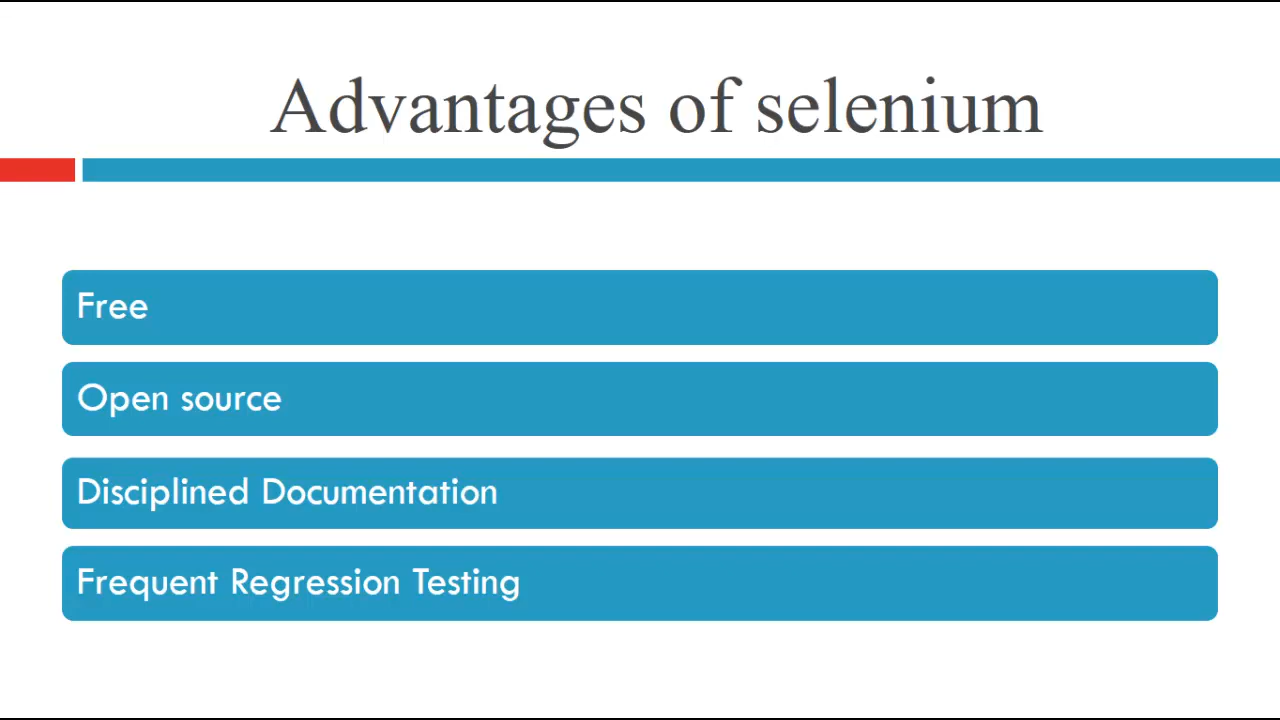 Advantages of selenium
Free
Open source
Disciplined Documentation
Frequent Regression Testing